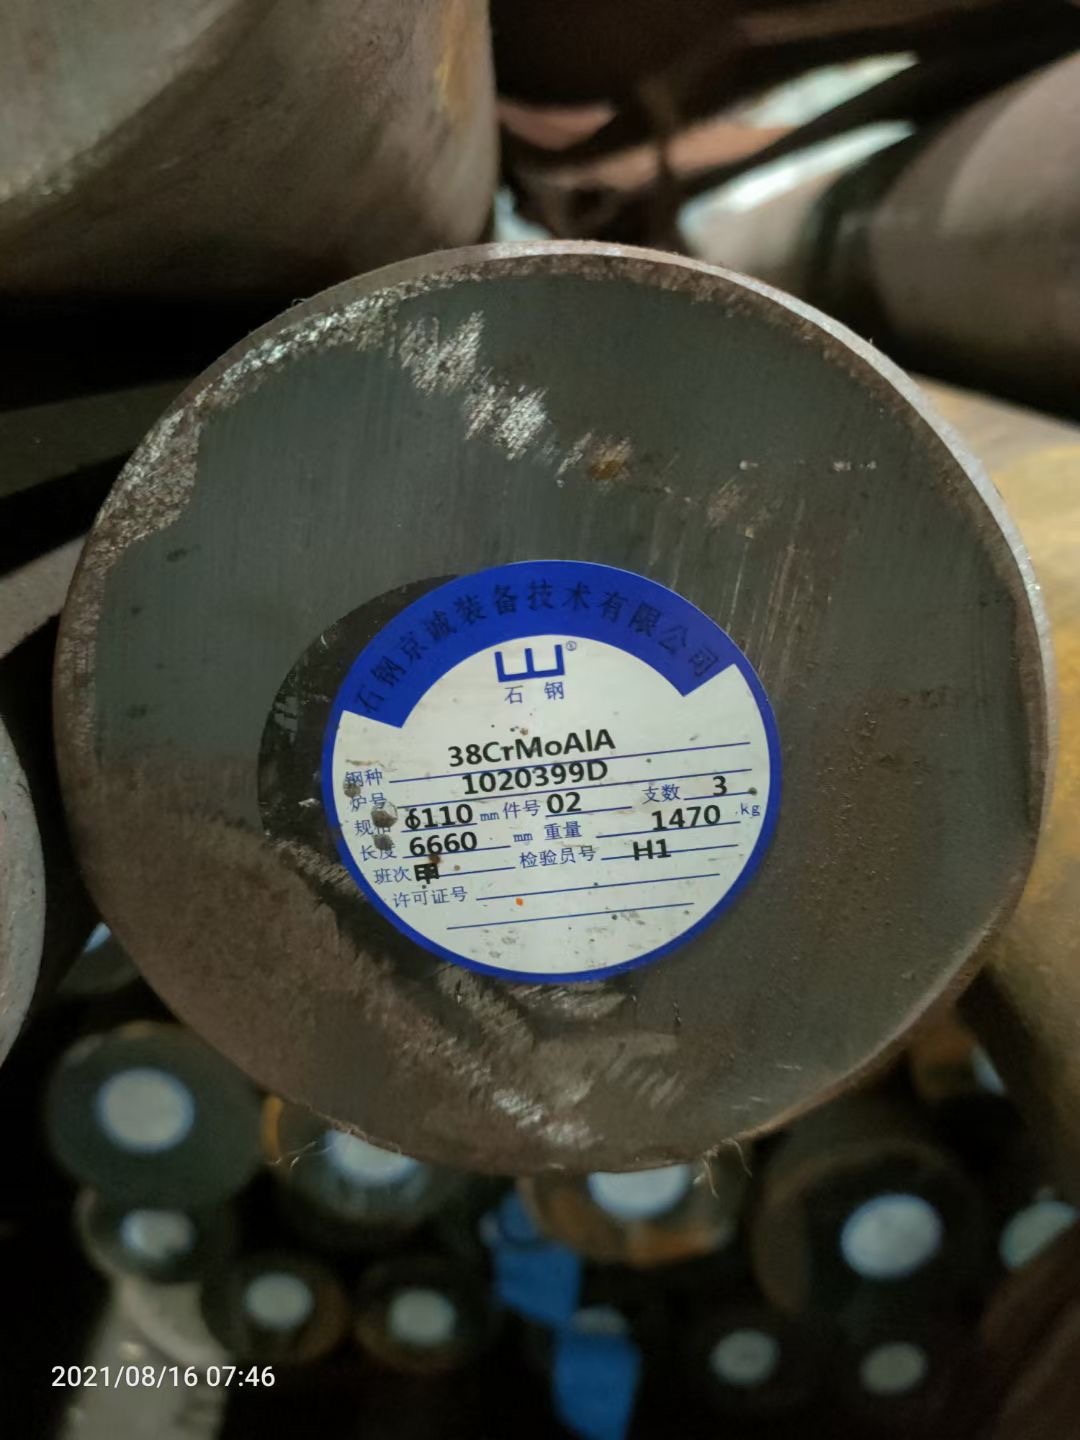 石钢京诚装备技术有限公司
®
石钢
钢种 38CrMoAlA
炉号 1020399D 支数 3
规格 ϕ110 mm 件号 02 重量 1470 kg
长度 6660 mm 检验员号 H1
班次 甲
许可证号
2021/08/16 07:46